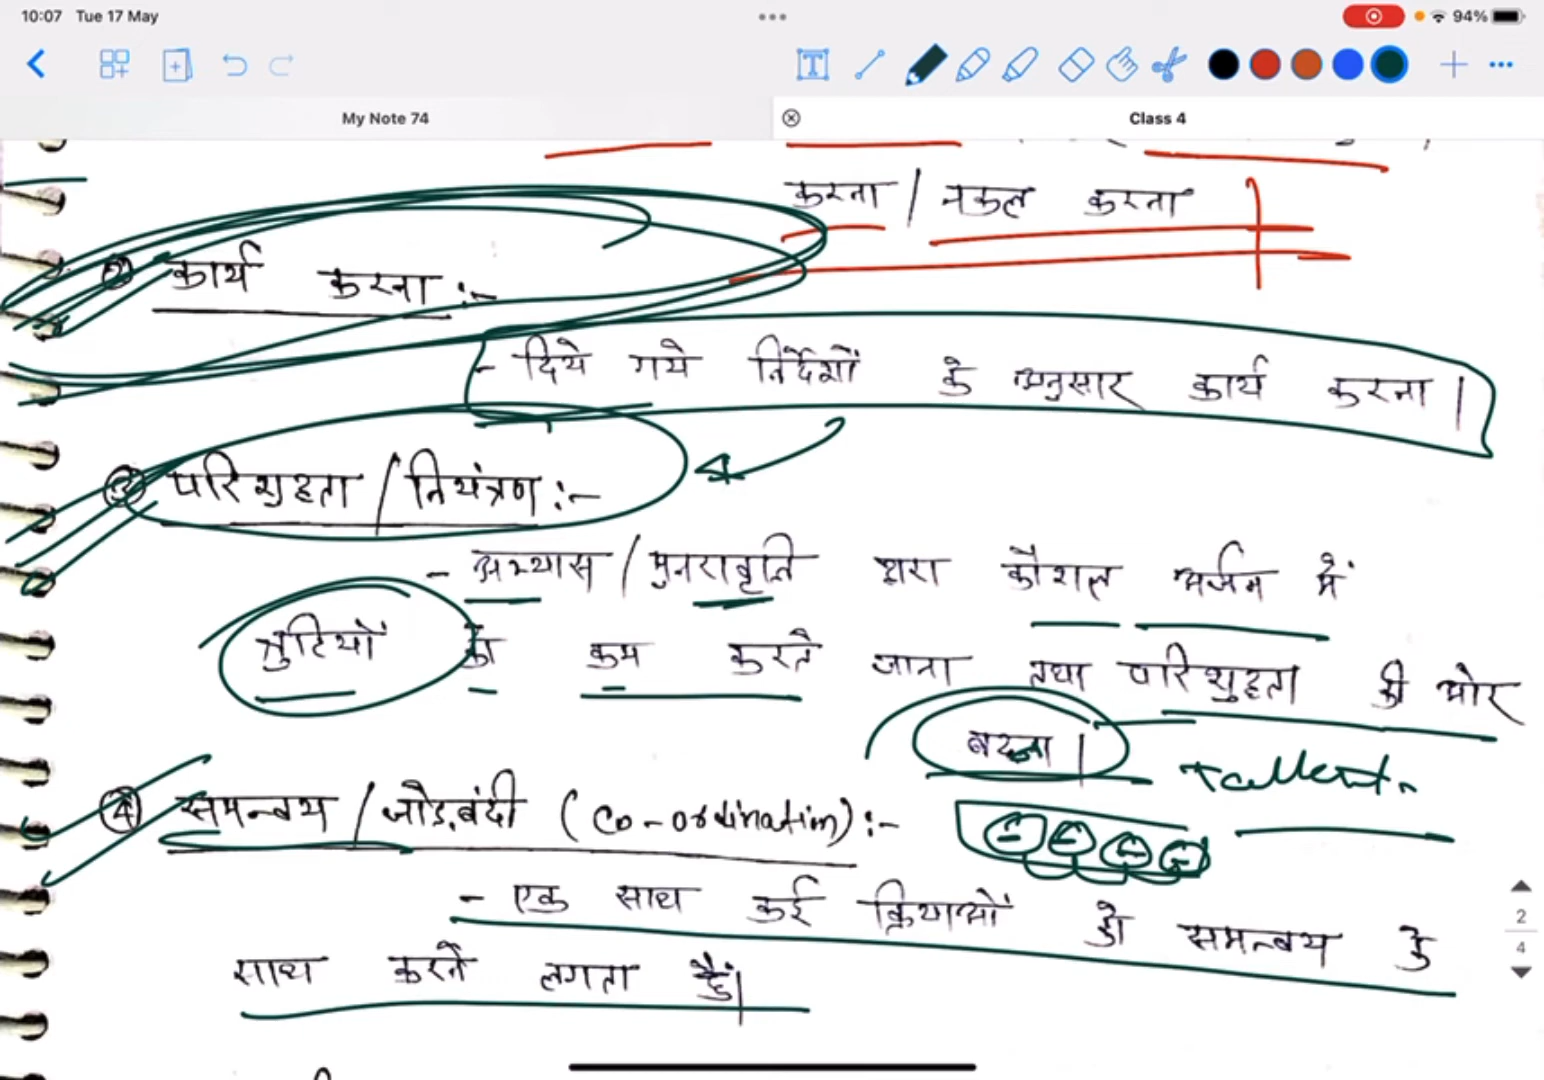 10:07 Tue 17 May
94%
My Note 74
Class 4
करना / नकल करना
② कार्य करना :-
- दिये गये निर्देशों के अनुसार कार्य करना।
③ परिशुद्धता / नियंत्रण :-
- अभ्यास / पुनरावृति द्वारा कौशल अर्जन में
त्रुटियों को कम करते जाना तथा परिशुद्धता की ओर
बढना।
④ समन्वय / जोड़बंदी (Co-ordination) :-
- एक साथ कई क्रियाओं को समन्वय के
साथ करने लगता है।
2
4